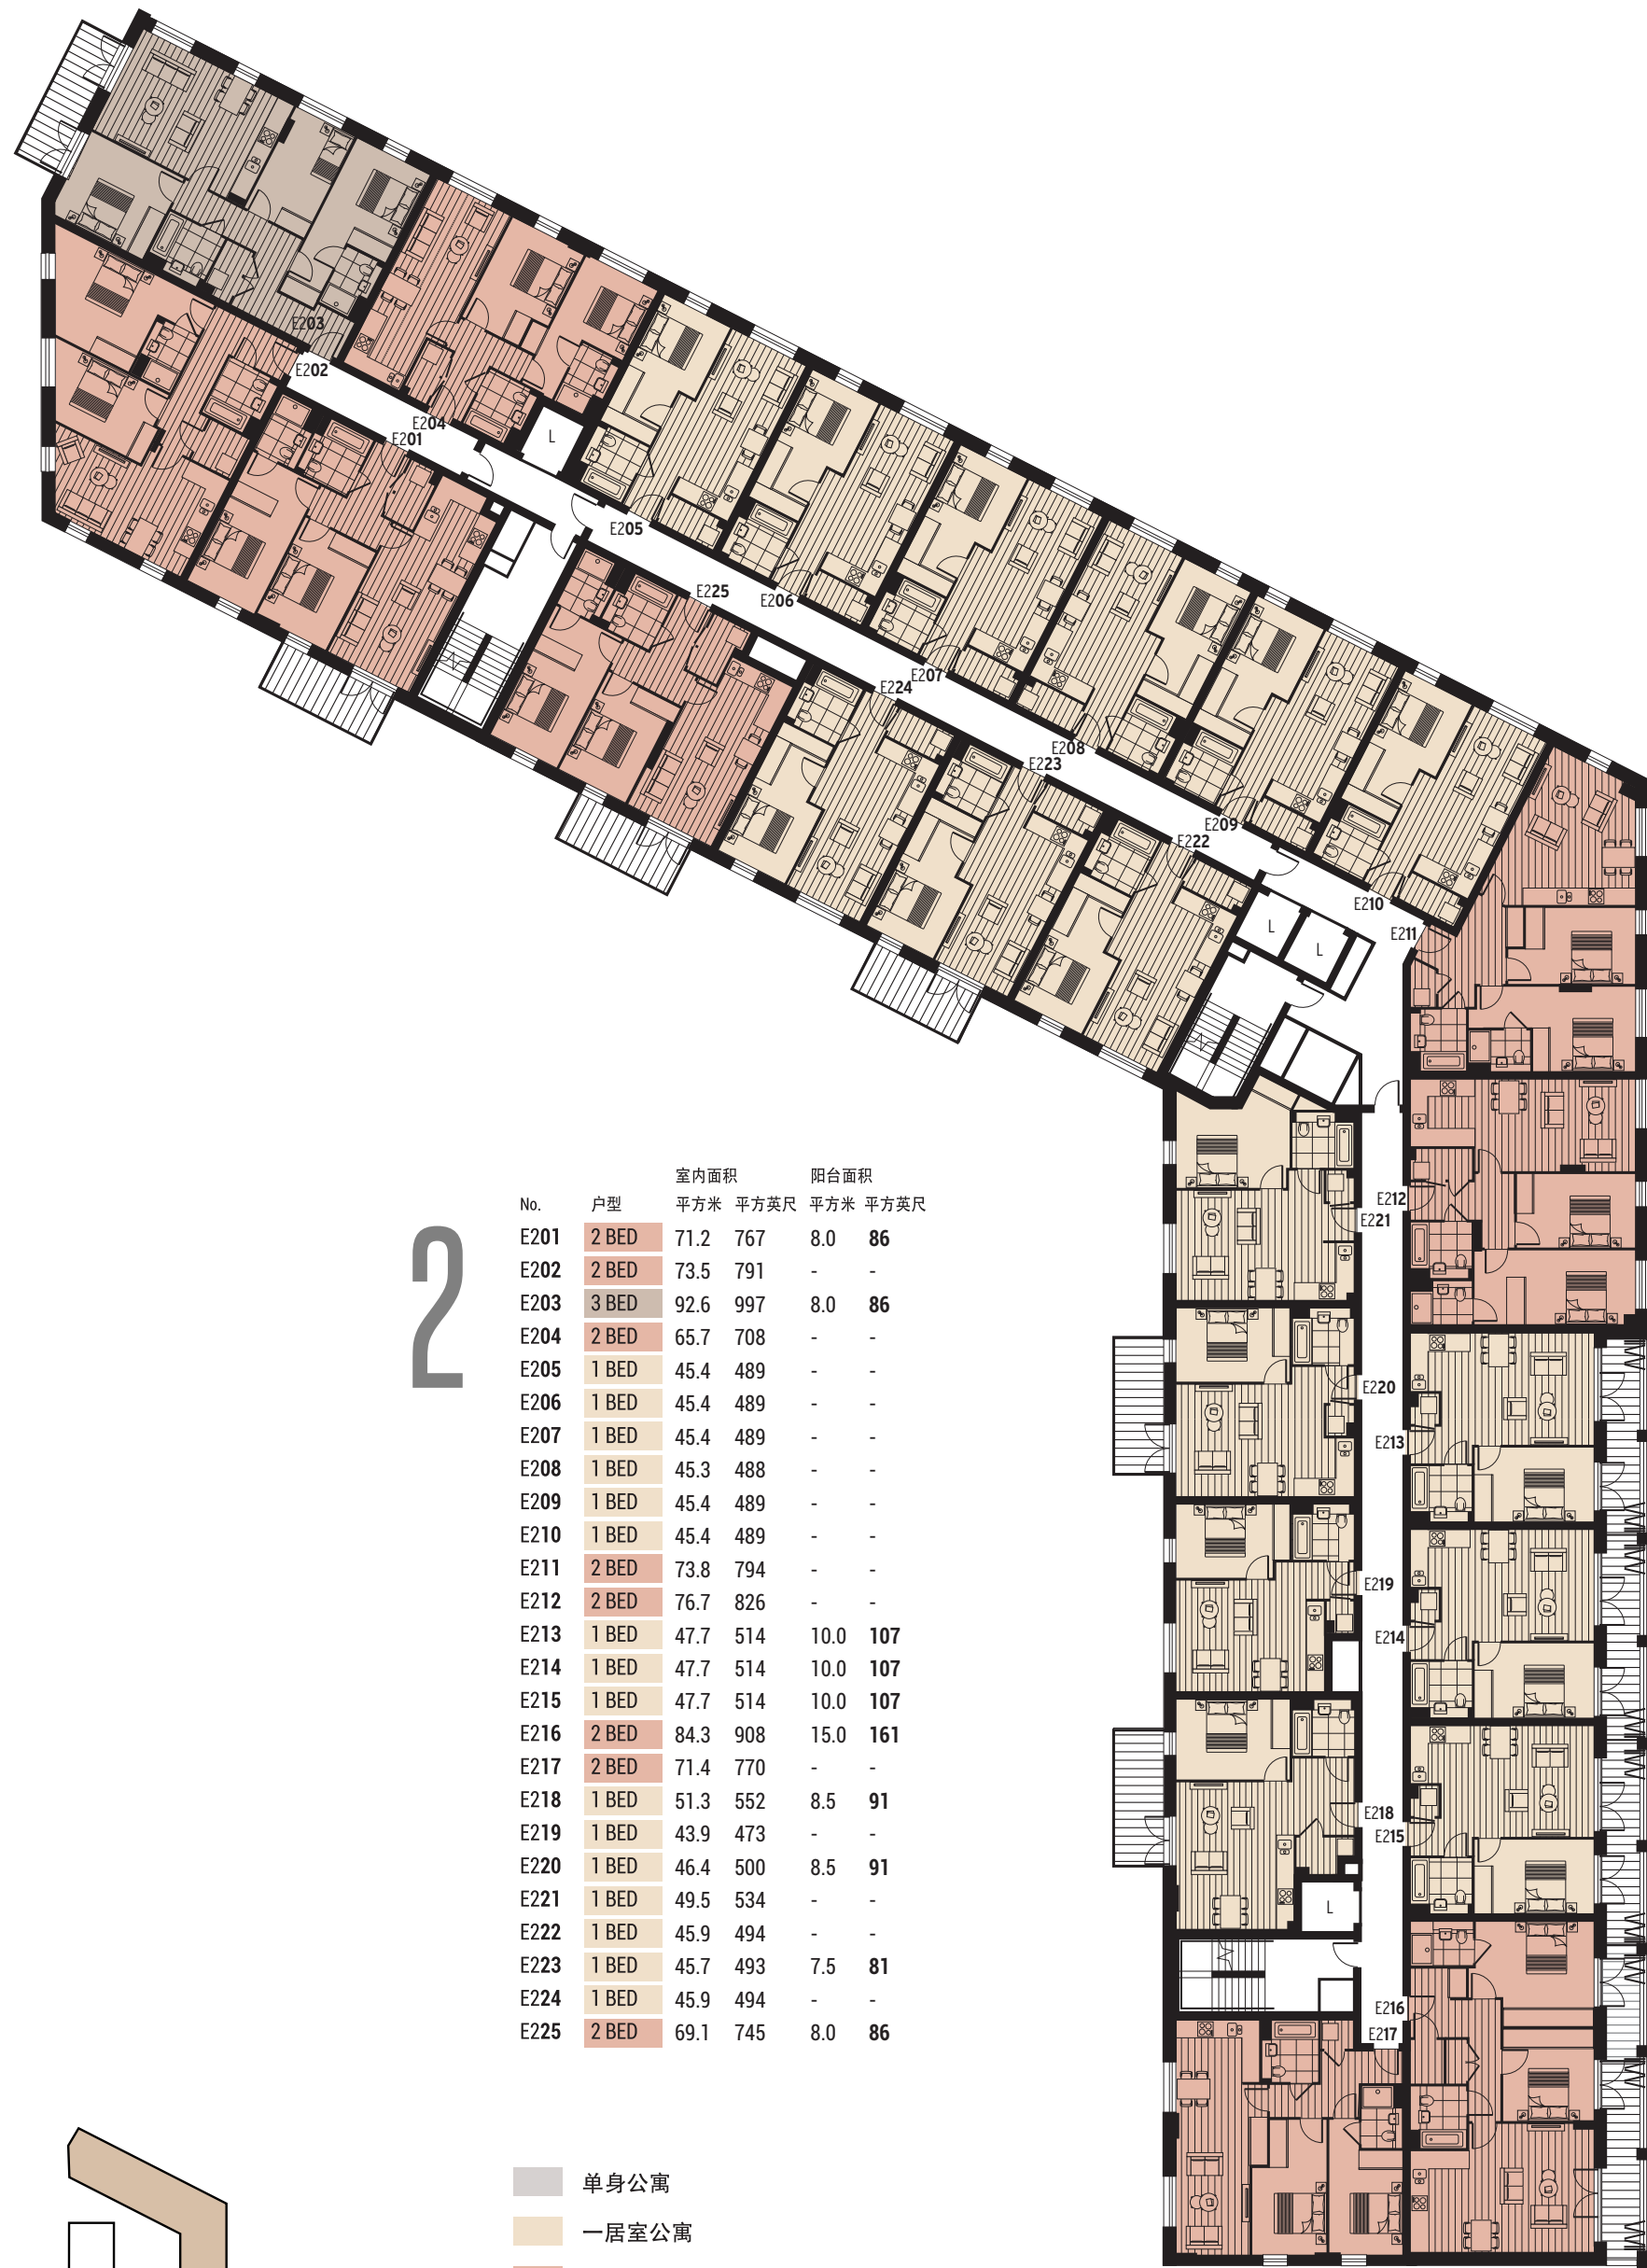 E203
E202
E204
E201
L
E205
E225
E206
E207
E224
E208
E223
E209
E222
E210
L
L
E211
E212
E221
E220
E213
E219
E214
E218
E215
L
E216
E217
2
室内面积 阳台面积
No. 户型 平方米 平方英尺 平方米 平方英尺
E201 2 BED 71.2 767 8.0 86
E202 2 BED 73.5 791 - -
E203 3 BED 92.6 997 8.0 86
E204 2 BED 65.7 708 - -
E205 1 BED 45.4 489 - -
E206 1 BED 45.4 489 - -
E207 1 BED 45.4 489 - -
E208 1 BED 45.3 488 - -
E209 1 BED 45.4 489 - -
E210 1 BED 45.4 489 - -
E211 2 BED 73.8 794 - -
E212 2 BED 76.7 826 - -
E213 1 BED 47.7 514 10.0 107
E214 1 BED 47.7 514 10.0 107
E215 1 BED 47.7 514 10.0 107
E216 2 BED 84.3 908 15.0 161
E217 2 BED 71.4 770 - -
E218 1 BED 51.3 552 8.5 91
E219 1 BED 43.9 473 - -
E220 1 BED 46.4 500 8.5 91
E221 1 BED 49.5 534 - -
E222 1 BED 45.9 494 - -
E223 1 BED 45.7 493 7.5 81
E224 1 BED 45.9 494 - -
E225 2 BED 69.1 745 8.0 86
单身公寓
一居室公寓